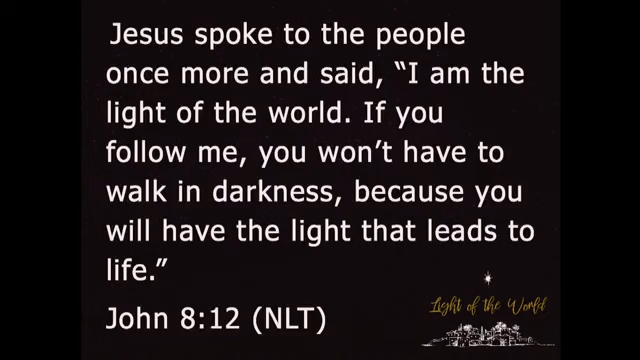 Jesus spoke to the people
once more and said, “I am the
light of the world. If you
follow me, you won’t have to
walk in darkness, because you
will have the light that leads to
life.”
John 8:12 (NLT)
Light of the World